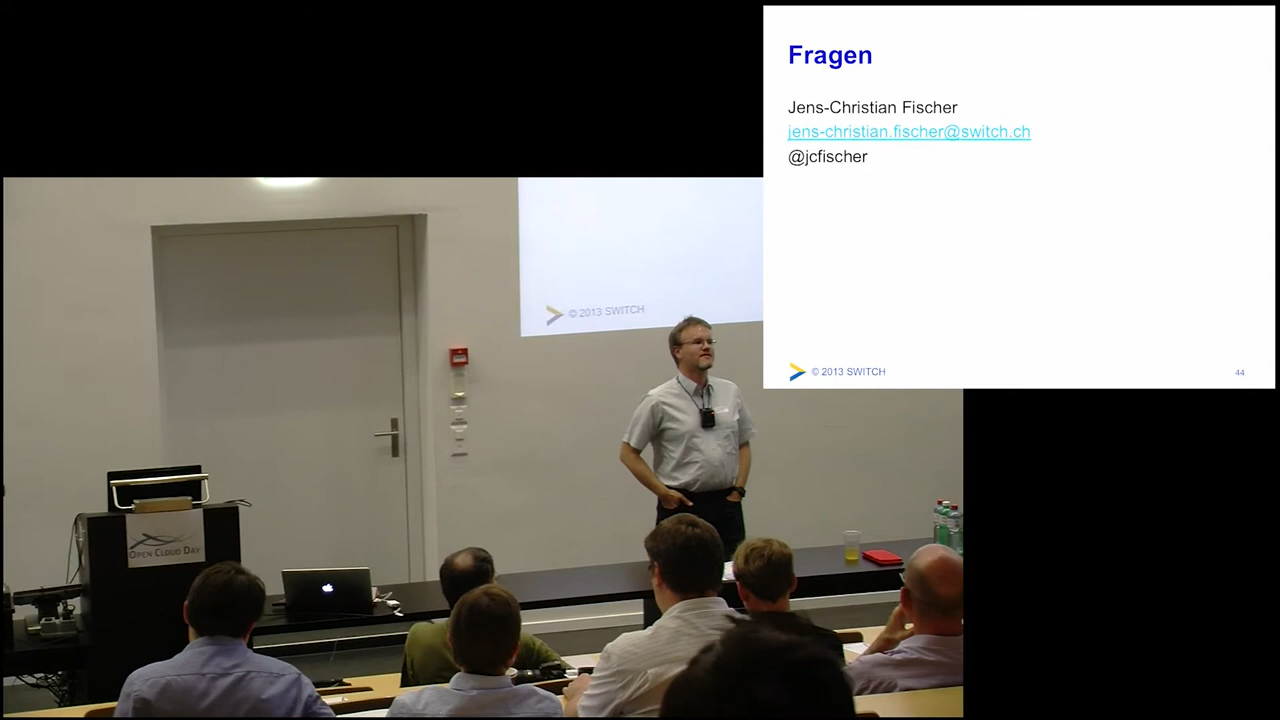 Fragen
Jens-Christian Fischer
jens-christian.fischer@switch.ch
@jcfischer
© 2013 SWITCH
44
© 2013 SWITCH
OPEN CLOUD DAY